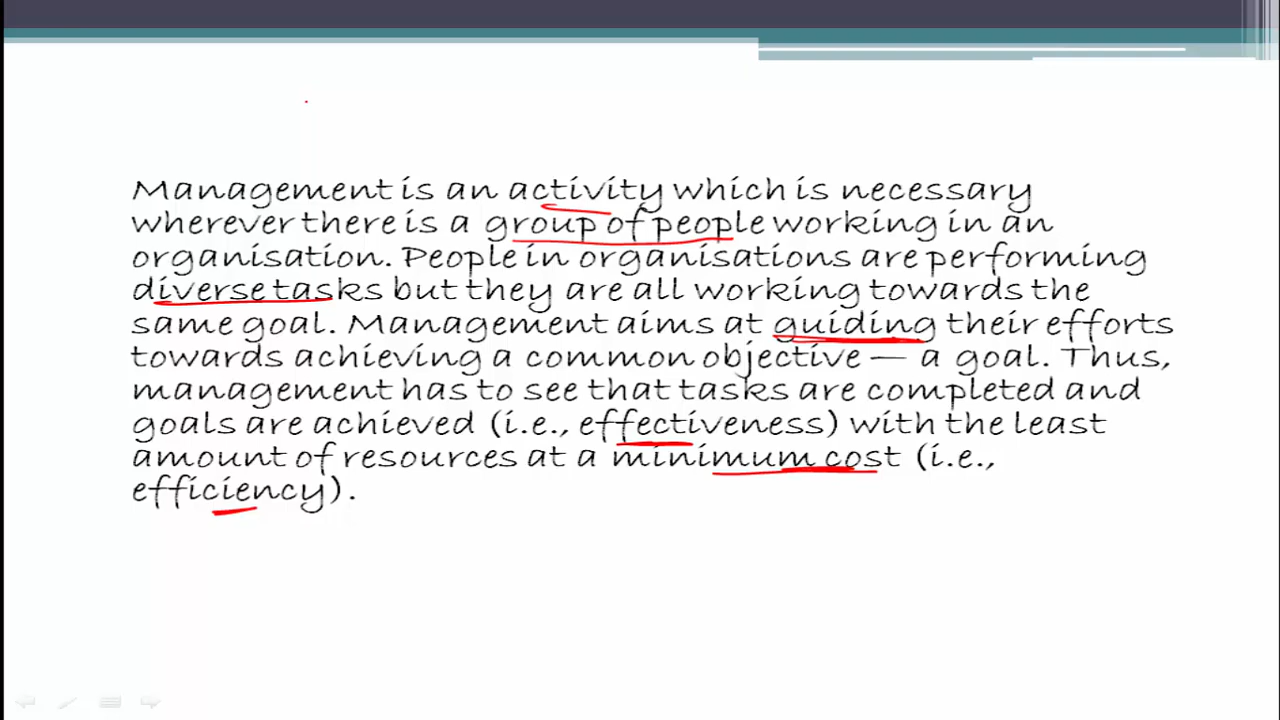 Management is an activity which is necessary
wherever there is a group of people working in an
organisation. People in organisations are performing
diverse tasks but they are all working towards the
same goal. Management aims at guiding their efforts
towards achieving a common objective — a goal. Thus,
management has to see that tasks are completed and
goals are achieved (i.e., effectiveness) with the least
amount of resources at a minimum cost (i.e.,
efficiency).